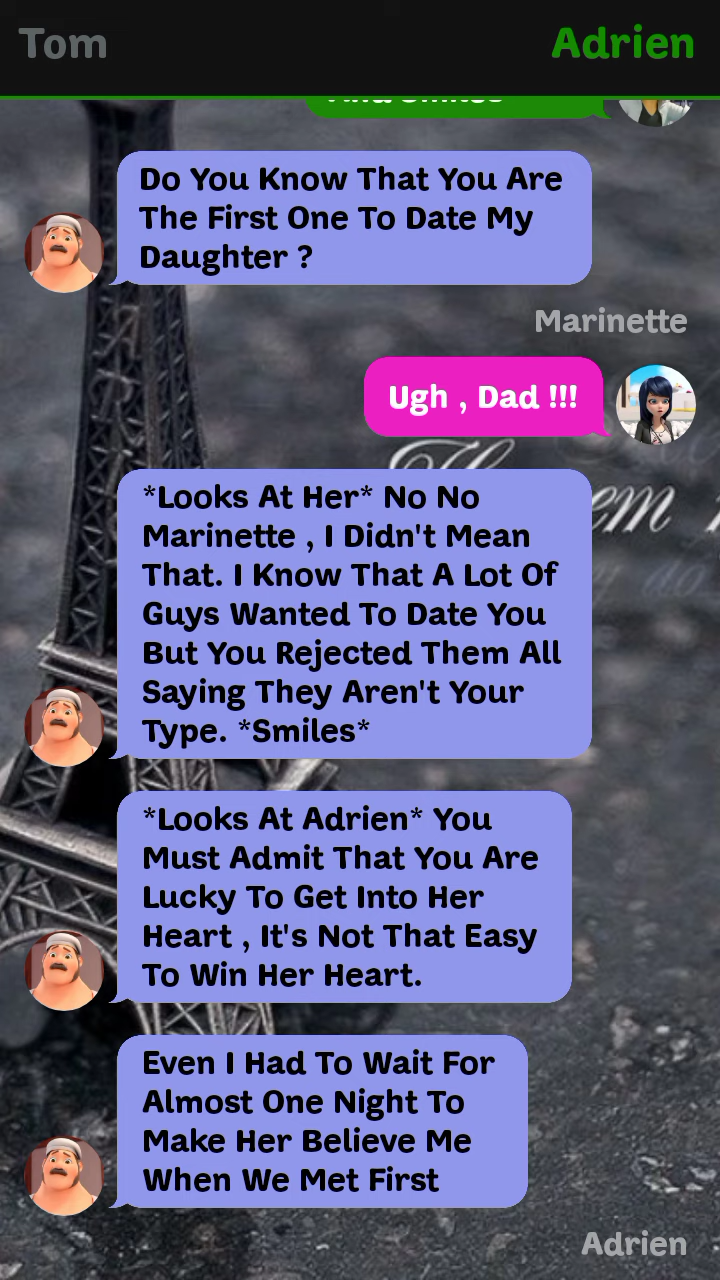 Tom
Adrien
And Smiles
Do You Know That You Are
The First One To Date My
Daughter ?
Marinette
Ugh , Dad !!!
*Looks At Her* No No
Marinette , I Didn't Mean
That. I Know That A Lot Of
Guys Wanted To Date You
But You Rejected Them All
Saying They Aren't Your
Type. *Smiles*
*Looks At Adrien* You
Must Admit That You Are
Lucky To Get Into Her
Heart , It's Not That Easy
To Win Her Heart.
Even I Had To Wait For
Almost One Night To
Make Her Believe Me
When We Met First
Adrien